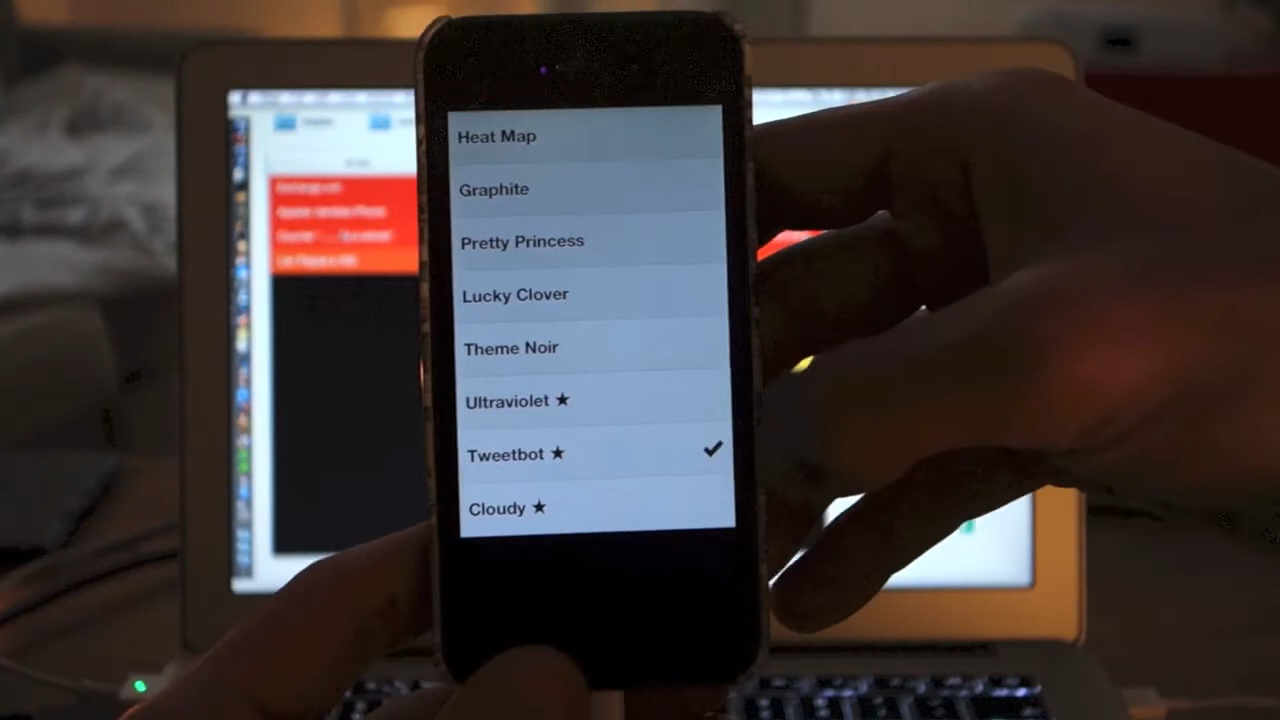 Heat Map
Graphite
Pretty Princess
Lucky Clover
Theme Noir
Ultraviolet ★
Tweetbot ★
Cloudy ★